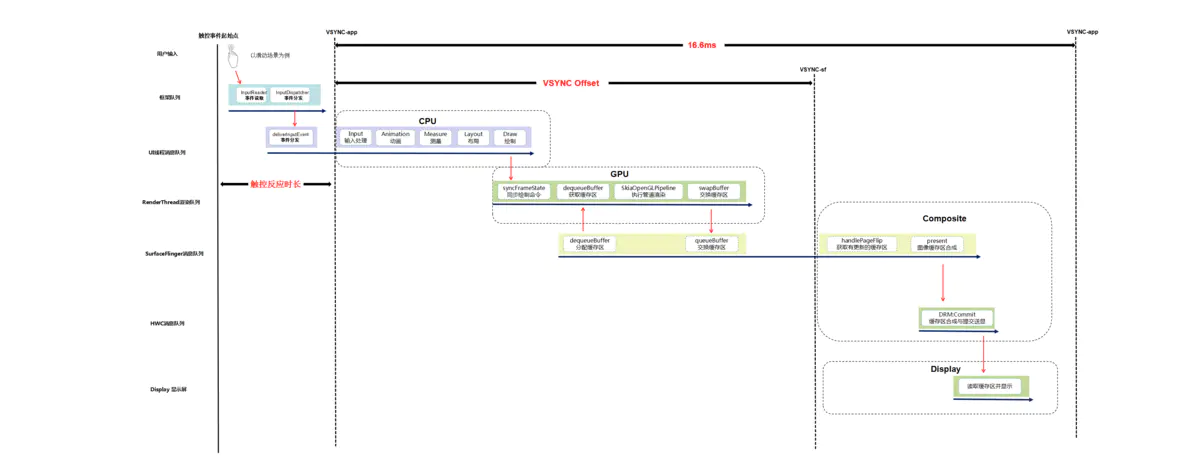 触控事件起始点
VSYNC-app
VSYNC-app
16.6ms
用户输入
以滑动场景为例
VSYNC-sf
VSYNC Offset
框架队列
InputReader
事件读取
InputDispatcher
事件分发
CPU
deliverInputEvent
事件分发
Input
输入处理
Animation
动画
Measure
测量
Layout
布局
Draw
绘制
UI线程消息队列
GPU
触控反应时长
syncFrameState
同步绘制命令
dequeueBuffer
获取缓存区
SkiaOpenGLPipeline
执行管道渲染
swapBuffer
交换缓存区
RenderThread渲染队列
Composite
dequeueBuffer
分配缓存区
queueBuffer
交换缓存区
handlePageFlip
获取有更新的缓存区
present
图像缓存区合成
SurfaceFlinger消息队列
DRM:Commit
缓存区合成与提交送显
HWC消息队列
Display
读取缓存区并显示
Display 显示屏